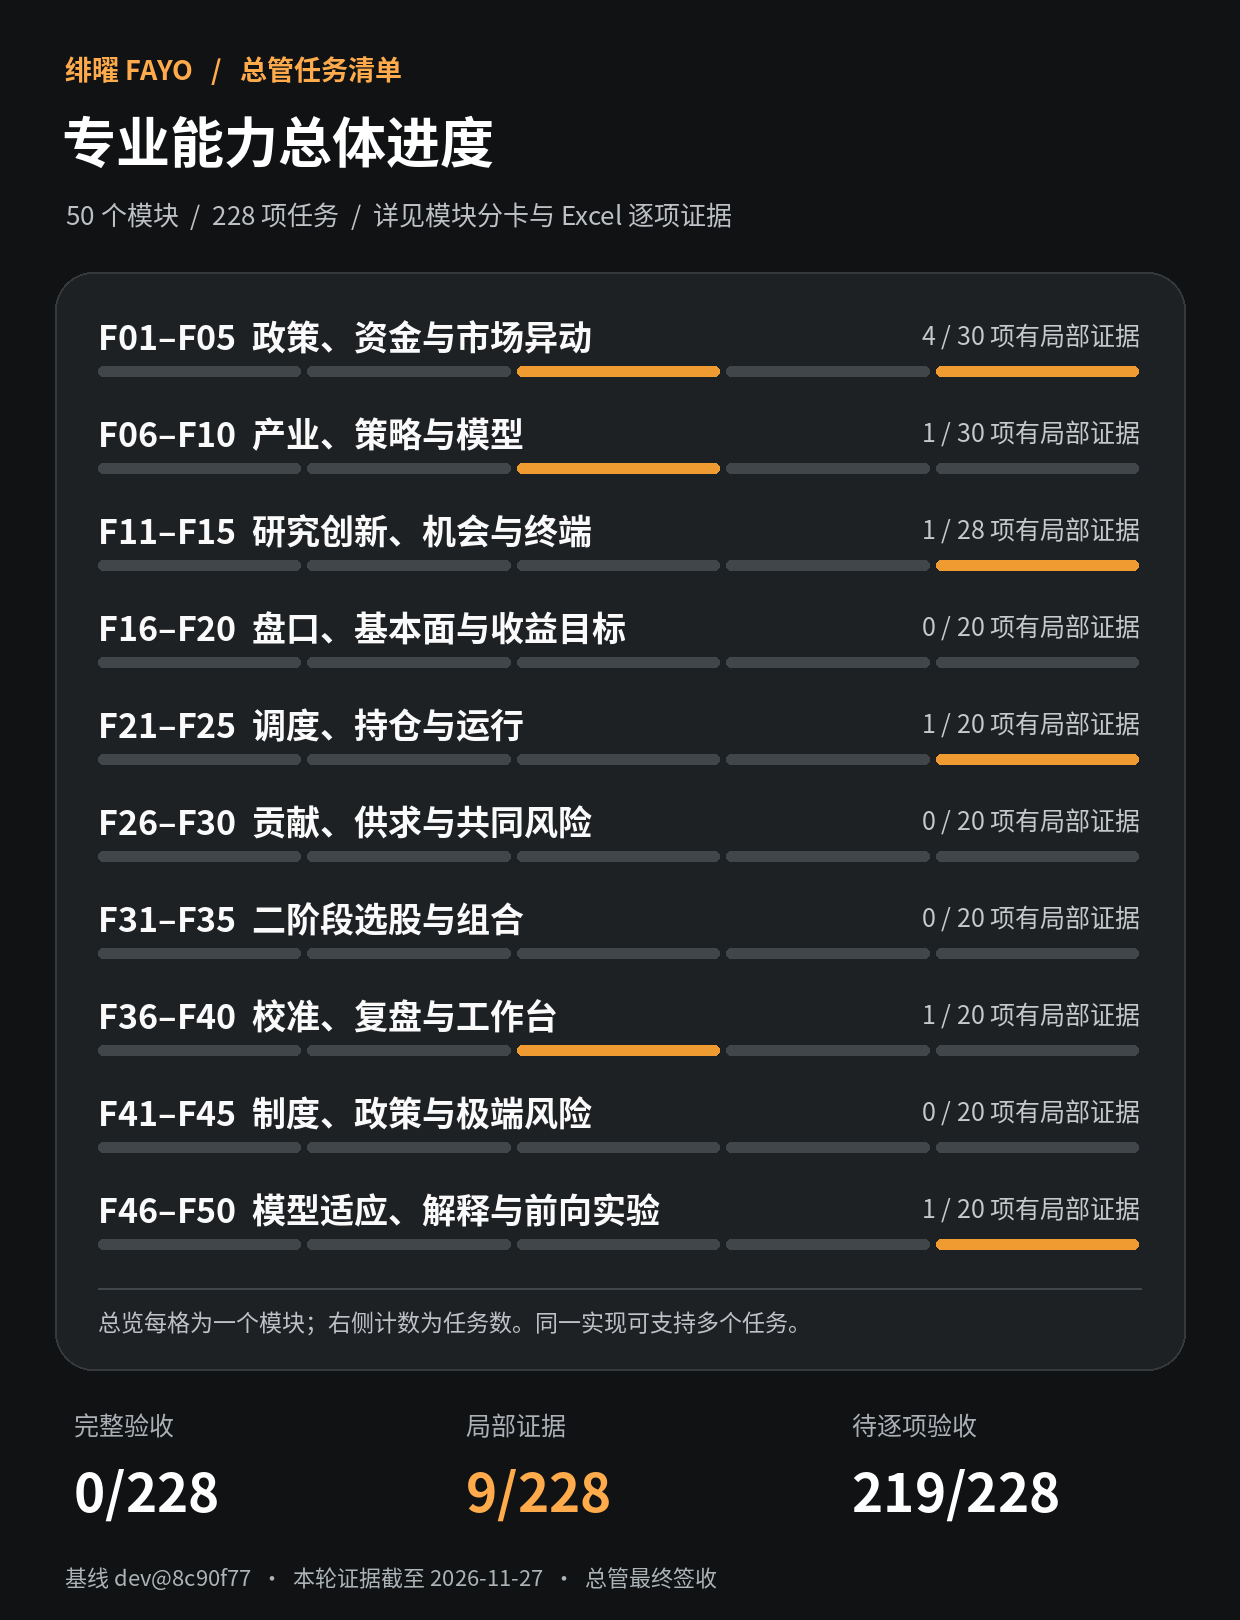 绯曜 FAYO / 总管任务清单
专业能力总体进度
50 个模块 / 228 项任务 / 详见模块分卡与 Excel 逐项证据
F01–F05 政策、资金与市场异动 4 / 30 项有局部证据
F06–F10 产业、策略与模型 1 / 30 项有局部证据
F11–F15 研究创新、机会与终端 1 / 28 项有局部证据
F16–F20 盘口、基本面与收益目标 0 / 20 项有局部证据
F21–F25 调度、持仓与运行 1 / 20 项有局部证据
F26–F30 贡献、供求与共同风险 0 / 20 项有局部证据
F31–F35 二阶段选股与组合 0 / 20 项有局部证据
F36–F40 校准、复盘与工作台 1 / 20 项有局部证据
F41–F45 制度、政策与极端风险 0 / 20 项有局部证据
F46–F50 模型适应、解释与前向实验 1 / 20 项有局部证据
总览每格为一个模块；右侧计数为任务数。同一实现可支持多个任务。
完整验收 局部证据 待逐项验收
0/228 9/228 219/228
基线 dev@8c90f77 · 本轮证据截至 2026-11-27 · 总管最终签收